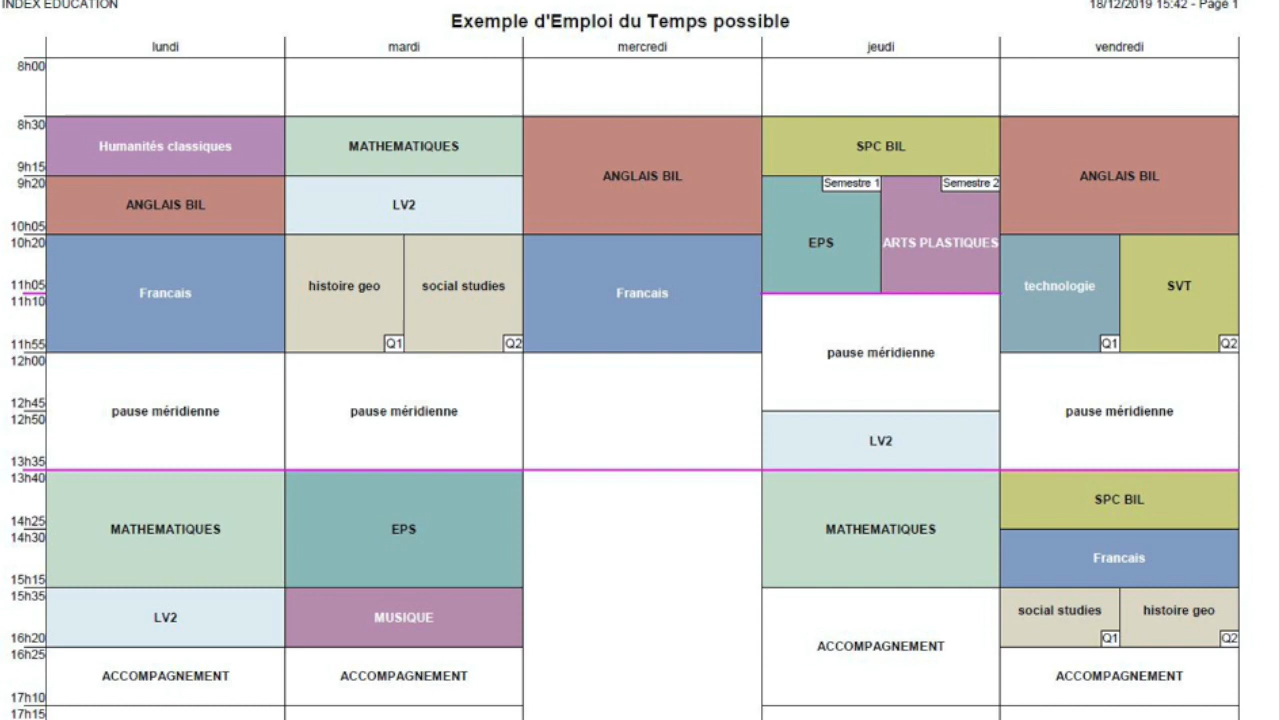 INDEX EDUCATION
18/12/2019 15:42 - Page 1
Exemple d'Emploi du Temps possible
lundi
mardi
mercredi
jeudi
vendredi
8h00
8h30
Humanités classiques
MATHEMATIQUES
ANGLAIS BIL
SPC BIL
ANGLAIS BIL
9h15
9h20
Semestre 1
Semestre 2
ANGLAIS BIL
LV2
EPS
ARTS PLASTIQUES
10h05
10h20
Francais
histoire geo
social studies
Francais
technologie
SVT
11h05
11h10
Q1
Q2
Q1
Q2
11h55
12h00
pause méridienne
pause méridienne
pause méridienne
pause méridienne
12h45
12h50
LV2
13h35
13h40
SPC BIL
MATHEMATIQUES
EPS
MATHEMATIQUES
14h25
14h30
Francais
15h15
15h35
LV2
MUSIQUE
social studies
histoire geo
Q1
Q2
16h20
16h25
ACCOMPAGNEMENT
ACCOMPAGNEMENT
ACCOMPAGNEMENT
ACCOMPAGNEMENT
17h10
17h15